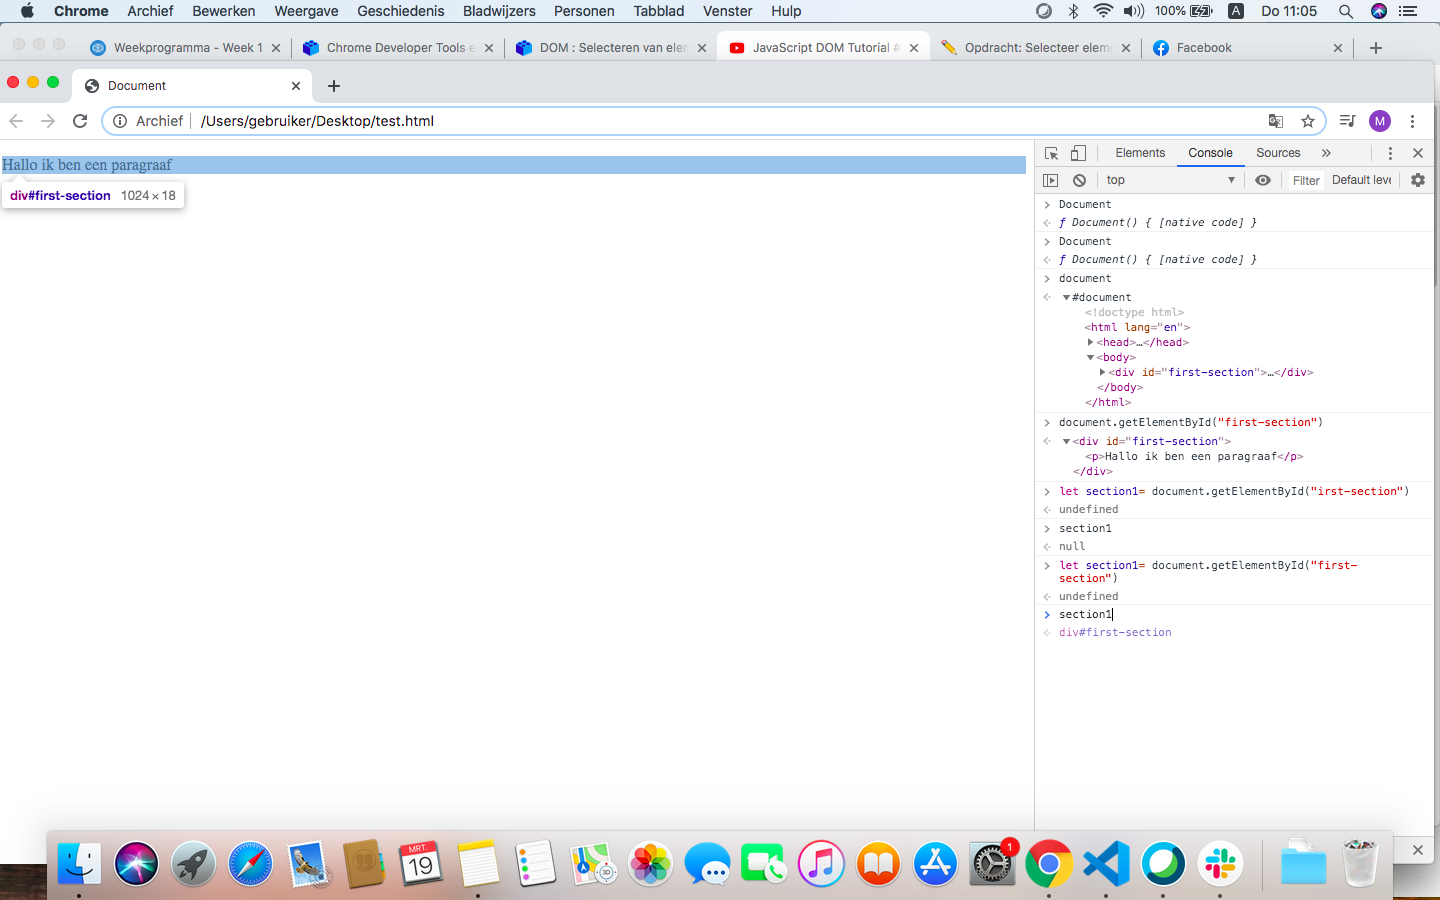 Chrome Archief Bewerken Weergave Geschiedenis Bladwijzers Personen Tabblad Venster Hulp 100% A Do 11:05
Weekprogramma - Week 1 Chrome Developer Tools e DOM : Selecteren van elen JavaScript DOM Tutorial # Opdracht: Selecteer eleme Facebook
Document
Archief /Users/gebruiker/Desktop/test.html M
Hallo ik ben een paragraaf
div#first-section 1024 × 18
Elements Console Sources »
top Filter Default leve
Document
ƒ Document() { [native code] }
Document
ƒ Document() { [native code] }
document
#document
<!doctype html>
<html lang="en">
<head>…</head>
<body>
<div id="first-section">…</div>
</body>
</html>
document.getElementById("first-section")
<div id="first-section">
<p>Hallo ik ben een paragraaf</p>
</div>
let section1= document.getElementById("irst-section")
undefined
section1
null
let section1= document.getElementById("first-
section")
undefined
section1
div#first-section
MRT.
19
3D
1